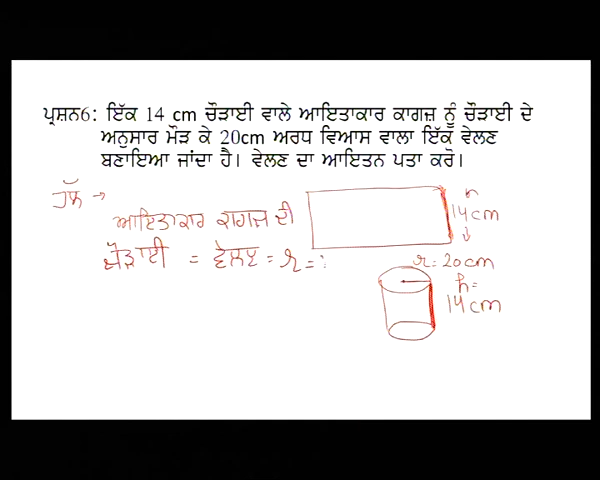 ਪ੍ਰਸ਼ਨ6: ਇੱਕ 14 cm ਚੌੜਾਈ ਵਾਲੇ ਆਇਤਾਕਾਰ ਕਾਗਜ਼ ਨੂੰ ਚੌੜਾਈ ਦੇ
ਅਨੁਸਾਰ ਮੌੜ ਕੇ 20cm ਅਰਧ ਵਿਆਸ ਵਾਲਾ ਇੱਕ ਵੇਲਣ
ਬਣਾਇਆ ਜਾਂਦਾ ਹੈ। ਵੇਲਣ ਦਾ ਆਇਤਨ ਪਤਾ ਕਰੋ।
ਹੱਲ →
ਆਇਤਾਕਾਰ ਕਾਗਜ਼ ਦੀ
14cm
ਚੌੜਾਈ = ਵੇਲਣ = r =
r = 20cm
h =
14cm